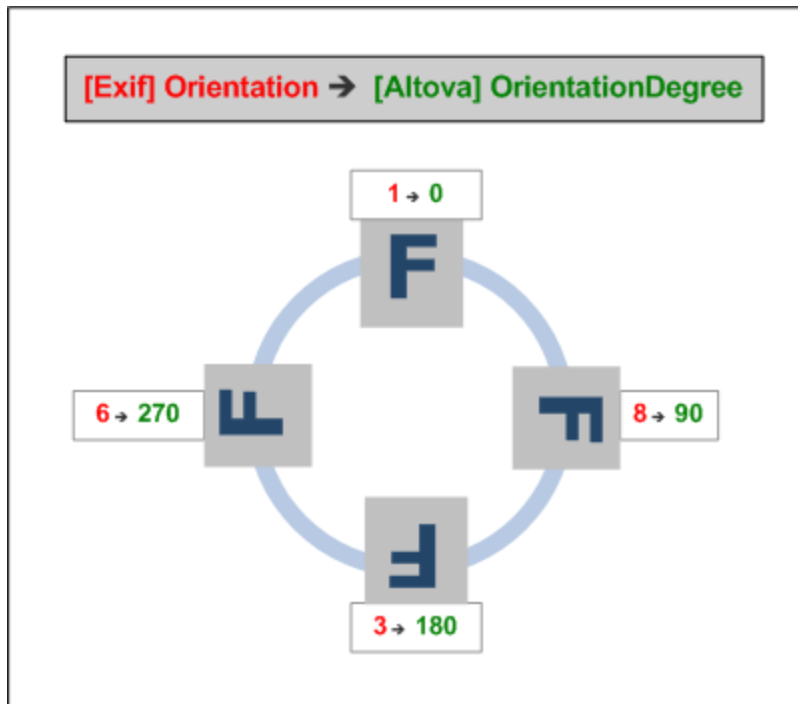 [Exif] Orientation ➔ [Altova] OrientationDegree
1 ➔ 0
F
F
6 ➔ 270
F
8 ➔ 90
F
3 ➔ 180